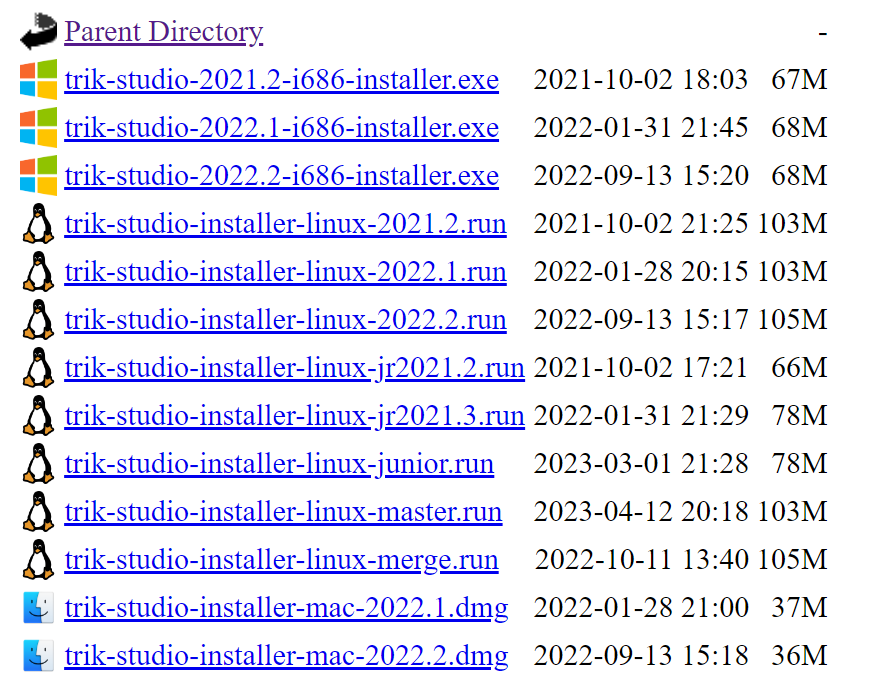 Parent Directory -
trik-studio-2021.2-i686-installer.exe 2021-10-02 18:03 67M
trik-studio-2022.1-i686-installer.exe 2022-01-31 21:45 68M
trik-studio-2022.2-i686-installer.exe 2022-09-13 15:20 68M
trik-studio-installer-linux-2021.2.run 2021-10-02 21:25 103M
trik-studio-installer-linux-2022.1.run 2022-01-28 20:15 103M
trik-studio-installer-linux-2022.2.run 2022-09-13 15:17 105M
trik-studio-installer-linux-jr2021.2.run 2021-10-02 17:21 66M
trik-studio-installer-linux-jr2021.3.run 2022-01-31 21:29 78M
trik-studio-installer-linux-junior.run 2023-03-01 21:28 78M
trik-studio-installer-linux-master.run 2023-04-12 20:18 103M
trik-studio-installer-linux-merge.run 2022-10-11 13:40 105M
trik-studio-installer-mac-2022.1.dmg 2022-01-28 21:00 37M
trik-studio-installer-mac-2022.2.dmg 2022-09-13 15:18 36M